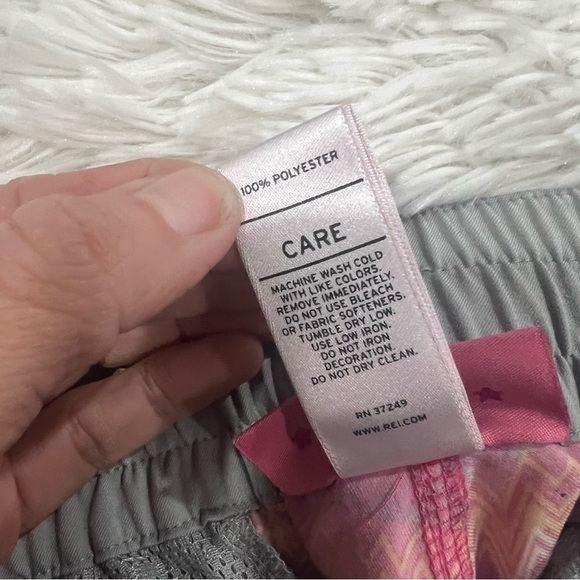 100% POLYESTER
CARE
MACHINE WASH COLD
WITH LIKE COLORS.
REMOVE IMMEDIATELY.
DO NOT USE BLEACH
OR FABRIC SOFTENERS.
TUMBLE DRY LOW.
USE LOW IRON.
DO NOT IRON
DECORATION.
DO NOT DRY CLEAN.
RN 37249
WWW.REI.COM